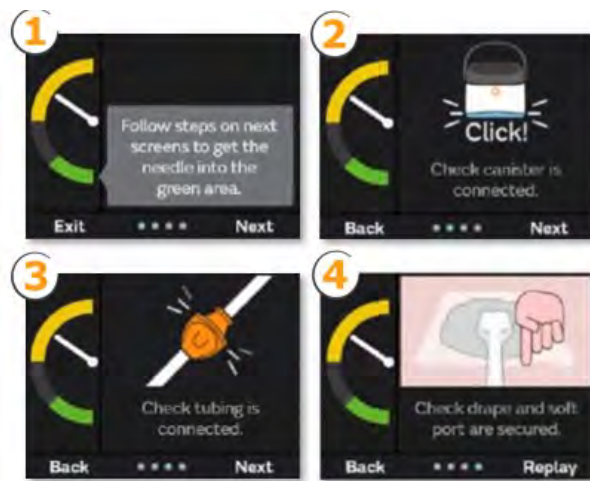 1
Follow steps on next
screens to get the
needle into the
green area.
Exit
Next
2
Click!
Check canister is
connected.
Back
Next
3
Check tubing is
connected.
Back
Next
4
Check drape and soft
port are secured.
Back
Replay